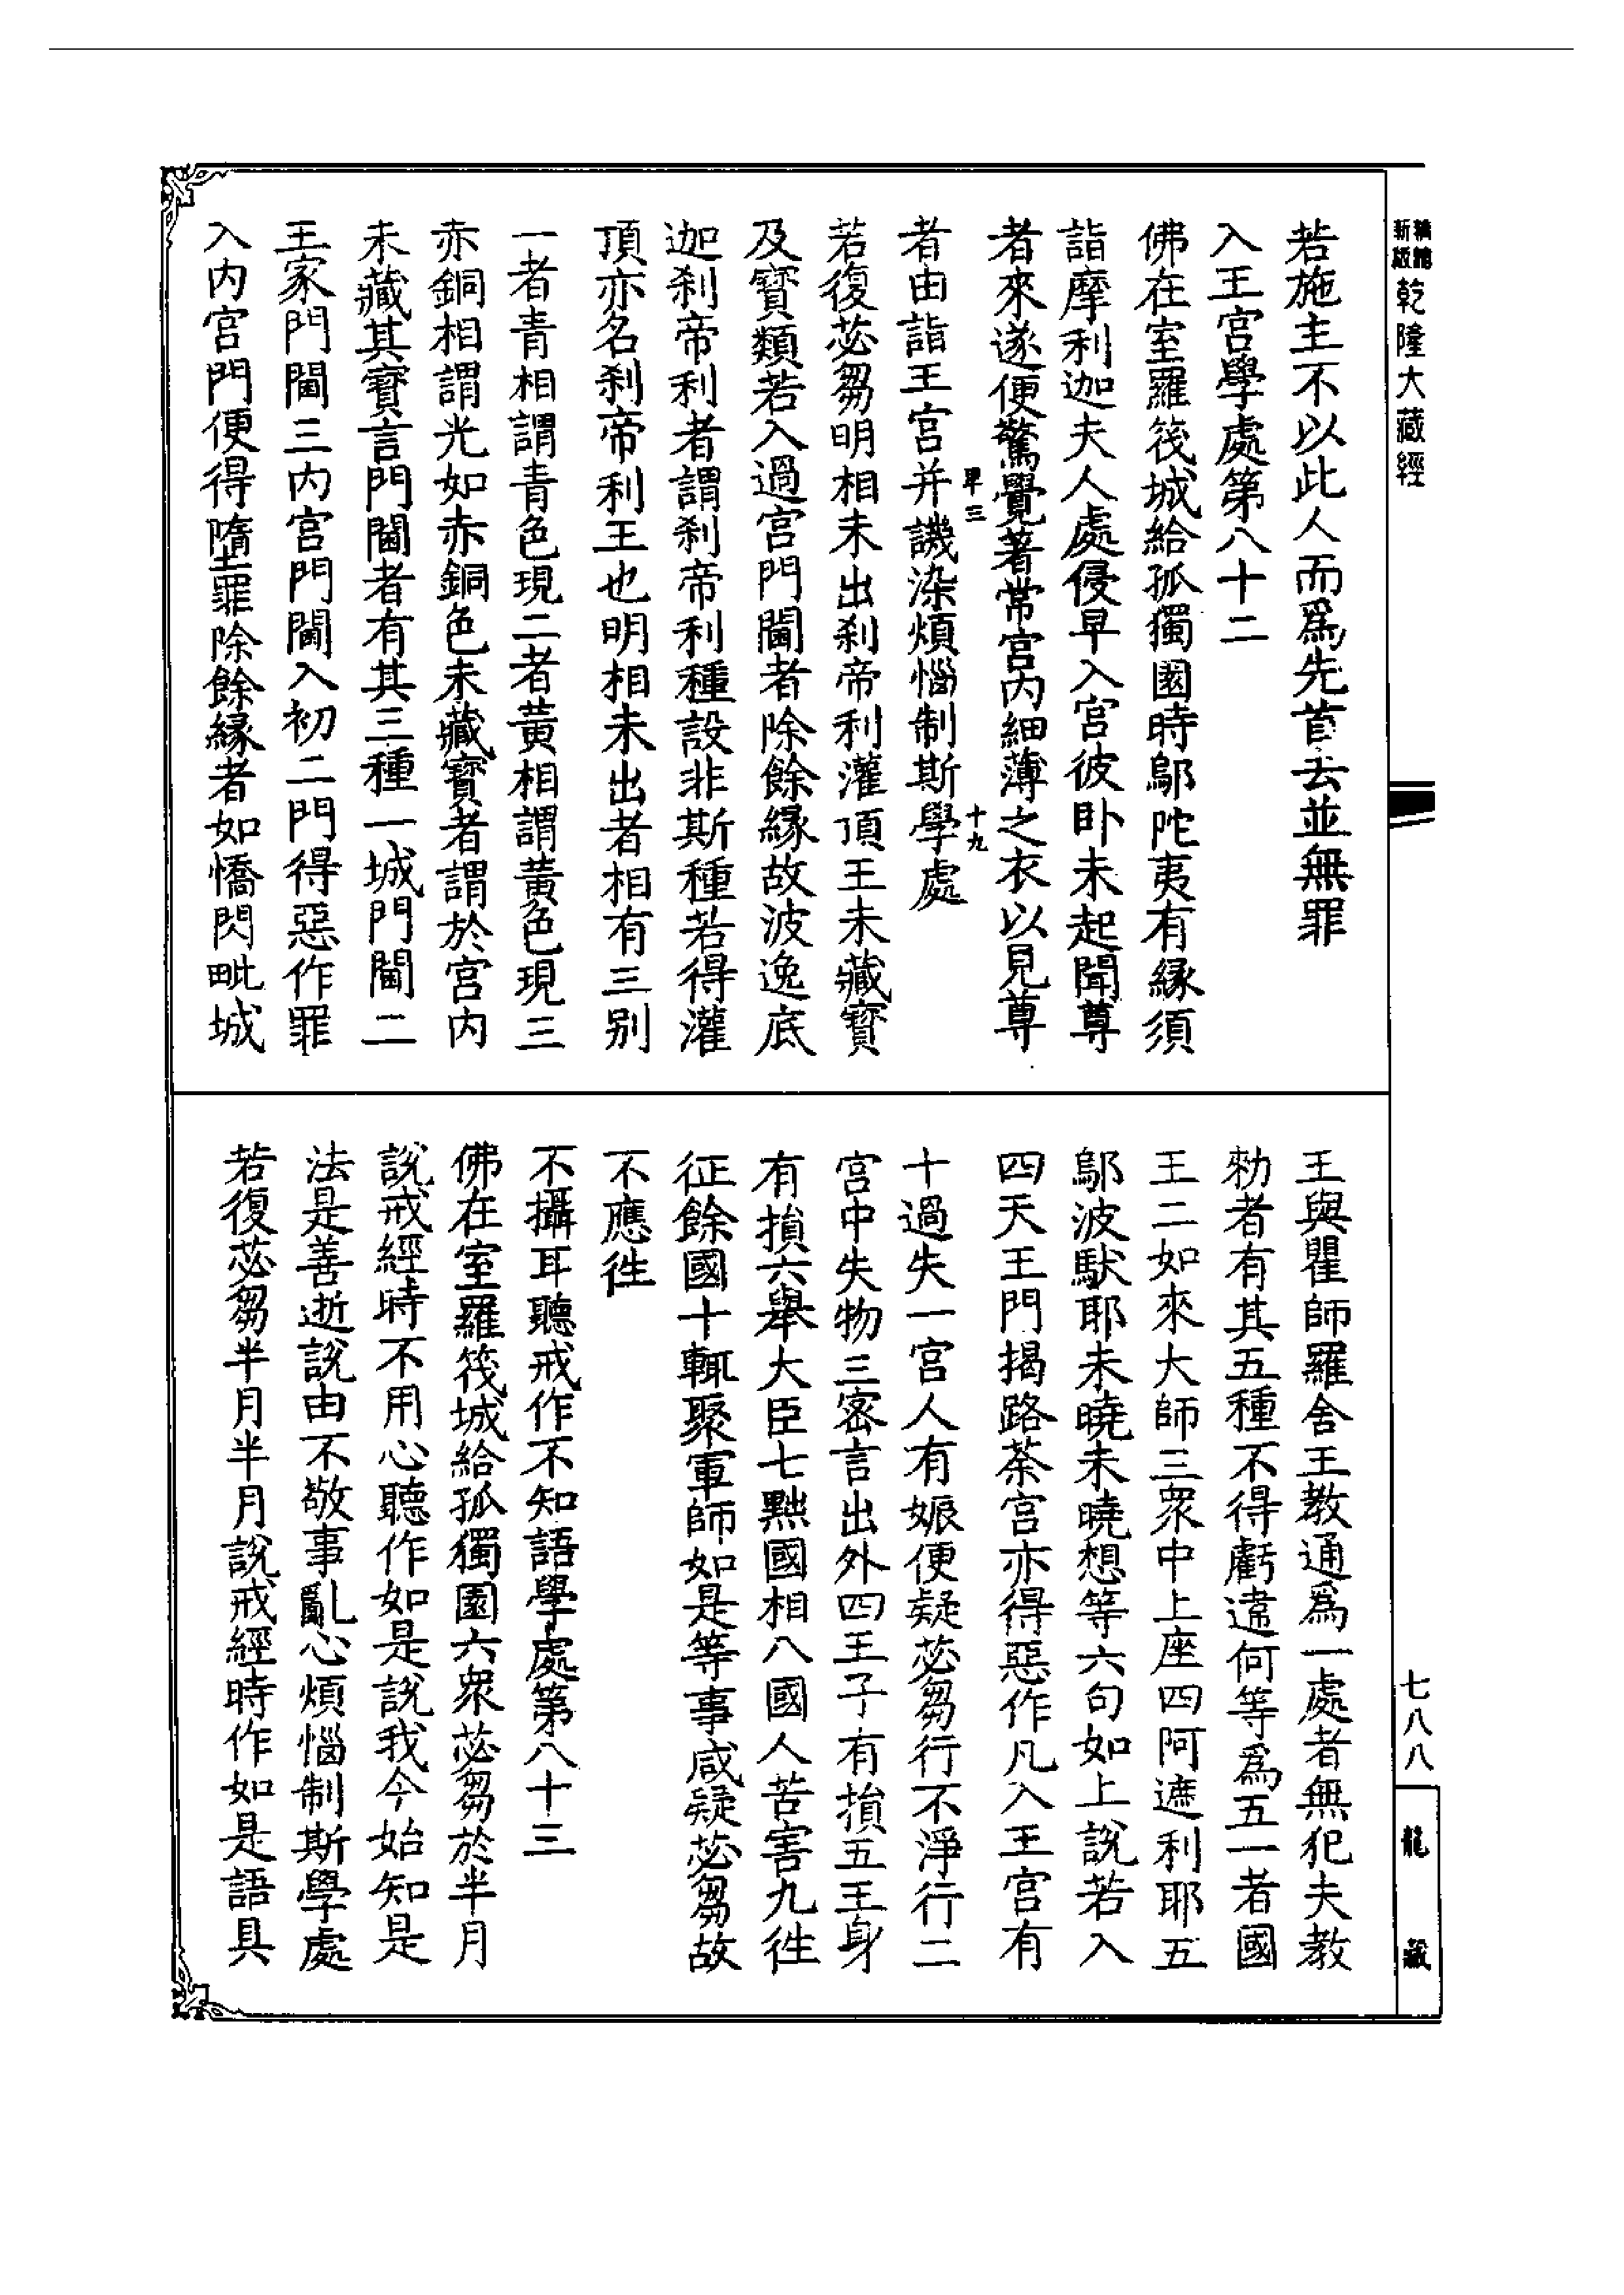 新版
乾隆大藏經
七八八
龍藏
若施主不以此人而為先首去並無罪
入王宮學處第八十二
佛在室羅筏城給孤獨園時鄔陀夷有緣須
詣摩利迦夫人處侵早入宮彼卧未起聞尊
者來遂便驚覺著常宮內細薄之衣以見尊
者由詣王宮并譏染煩惱制斯學處
十九
若復苾芻明相未出刹帝利灌頂王未藏寶
及寶類若入過宮門閫者除餘緣故波逸底
迦刹帝利者謂刹帝利種設非斯種若得灌
頂亦名刹帝利王也明相未出者相有三別
一者青相謂青色現二者黃相謂黃色現三
赤銅相謂光如赤銅色未藏寶者謂於宮內
未藏其寶言門閫者有其三種一城門閫二
王家門閫三內宮門閫入初二門得惡作罪
入內宮門便得墮罪除餘緣者如憍閃毗城
王與瞿師羅舍王教通為一處者無犯夫教
勑者有其五種不得虧違何等為五一者國
王二如來大師三眾中上座四阿遮利耶五
鄔波馱耶未曉未曉想等六句如上說若入
四天王門揭路荼宮亦得惡作凡入王宮有
十過失一宮人有娠便疑苾芻行不淨行二
宮中失物三密言出外四王子有損五王身
有損六舉大臣七黜國相八國人苦害九往
征餘國十輒聚軍師如是等事咸疑苾芻故
不應往
不攝耳聽戒作不知語學處第八十三
佛在室羅筏城給孤獨園六眾苾芻於半月
說戒經時不用心聽作如是說我今始知是
法是善逝說由不敬事亂心煩惱制斯學處
若復苾芻半月半月說戒經時作如是語具